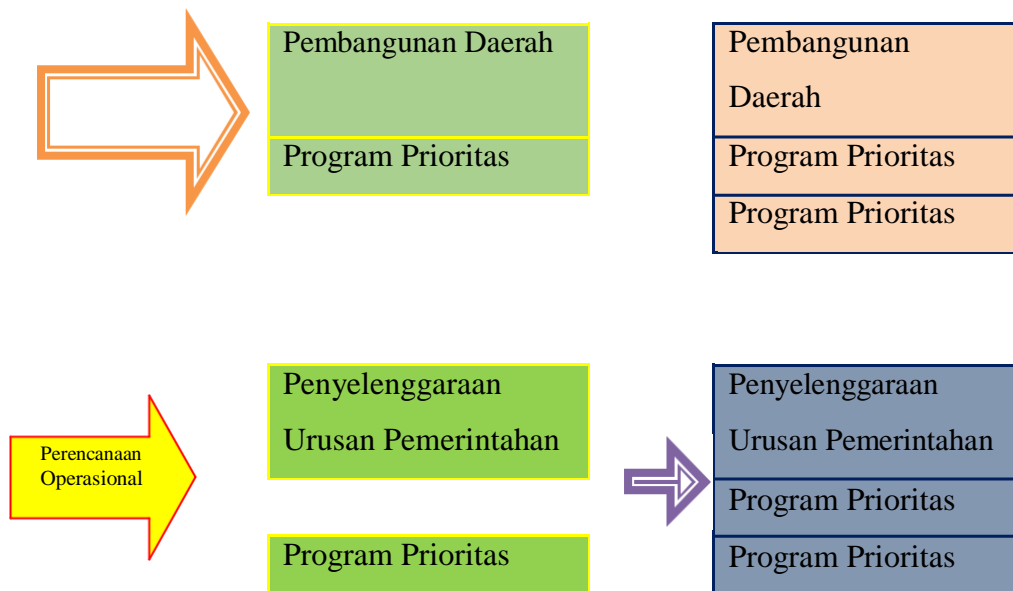 Pembangunan Daerah
Program Prioritas
Pembangunan
Daerah
Program Prioritas
Program Prioritas
Perencanaan
Operasional
Penyelenggaraan
Urusan Pemerintahan
Program Prioritas
Penyelenggaraan
Urusan Pemerintahan
Program Prioritas
Program Prioritas